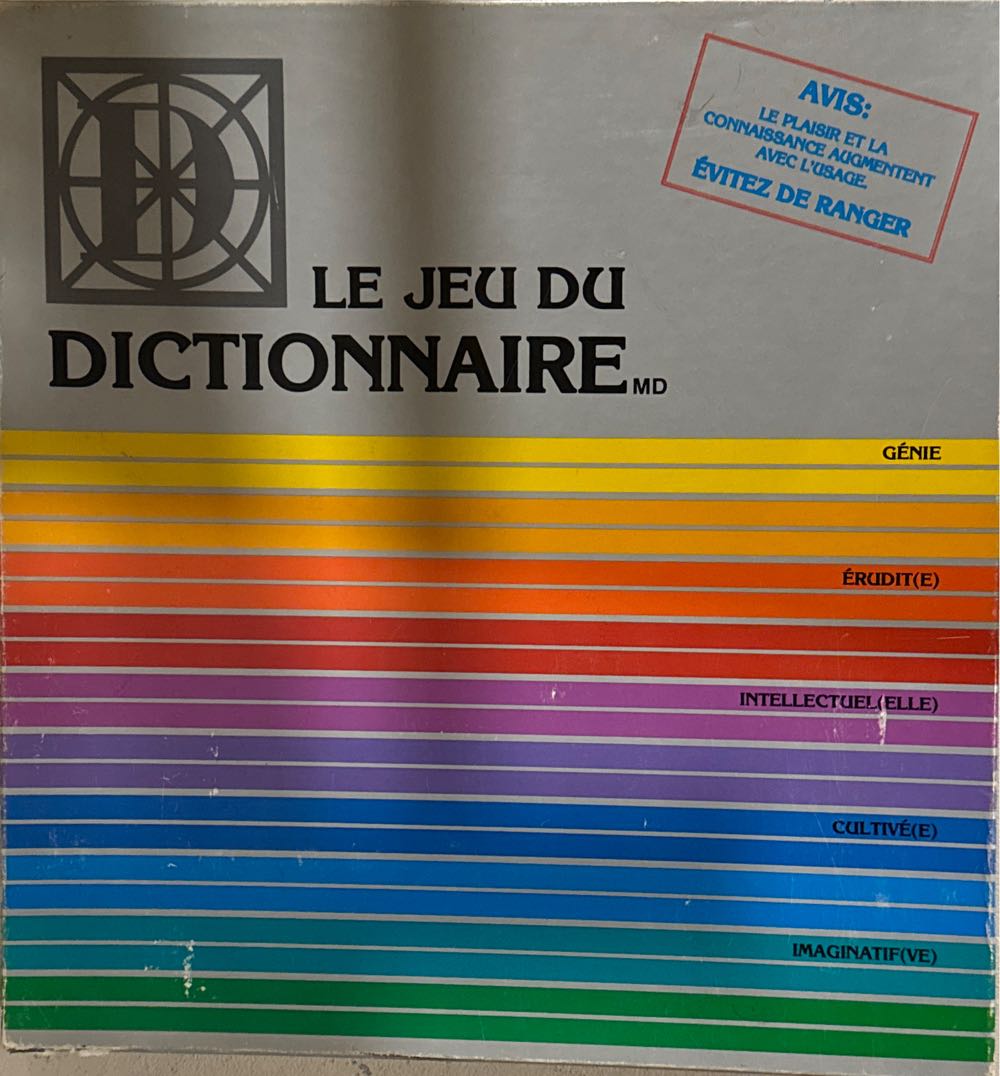 D
AVIS:
LE PLAISIR ET LA
CONNAISSANCE AUGMENTENT
AVEC L'USAGE.
ÉVITEZ DE RANGER
LE JEU DU
DICTIONNAIRE MD
GÉNIE
ÉRUDIT(E)
INTELLECTUEL(ELLE)
CULTIVÉ(E)
IMAGINATIF(VE)